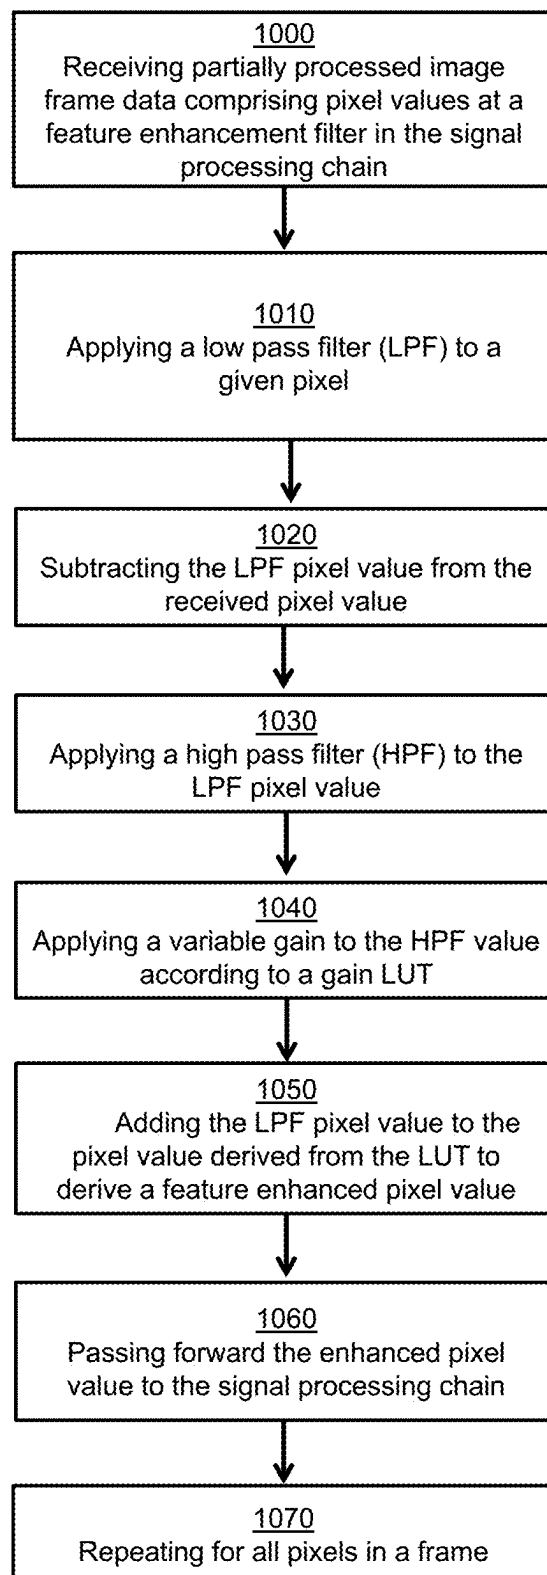 1000
Receiving partially processed image
frame data comprising pixel values at a
feature enhancement filter in the signal
processing chain
1010
Applying a low pass filter (LPF) to a
given pixel
1020
Subtracting the LPF pixel value from the
received pixel value
1030
Applying a high pass filter (HPF) to the
LPF pixel value
1040
Applying a variable gain to the HPF value
according to a gain LUT
1050
Adding the LPF pixel value to the
pixel value derived from the LUT to
derive a feature enhanced pixel value
1060
Passing forward the enhanced pixel
value to the signal processing chain
1070
Repeating for all pixels in a frame